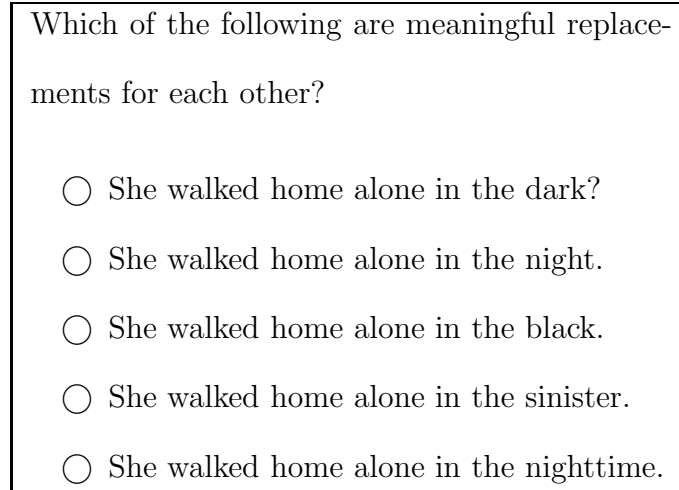 Which of the following are meaningful replace-
ments for each other?
She walked home alone in the dark?
She walked home alone in the night.
She walked home alone in the black.
She walked home alone in the sinister.
She walked home alone in the nighttime.